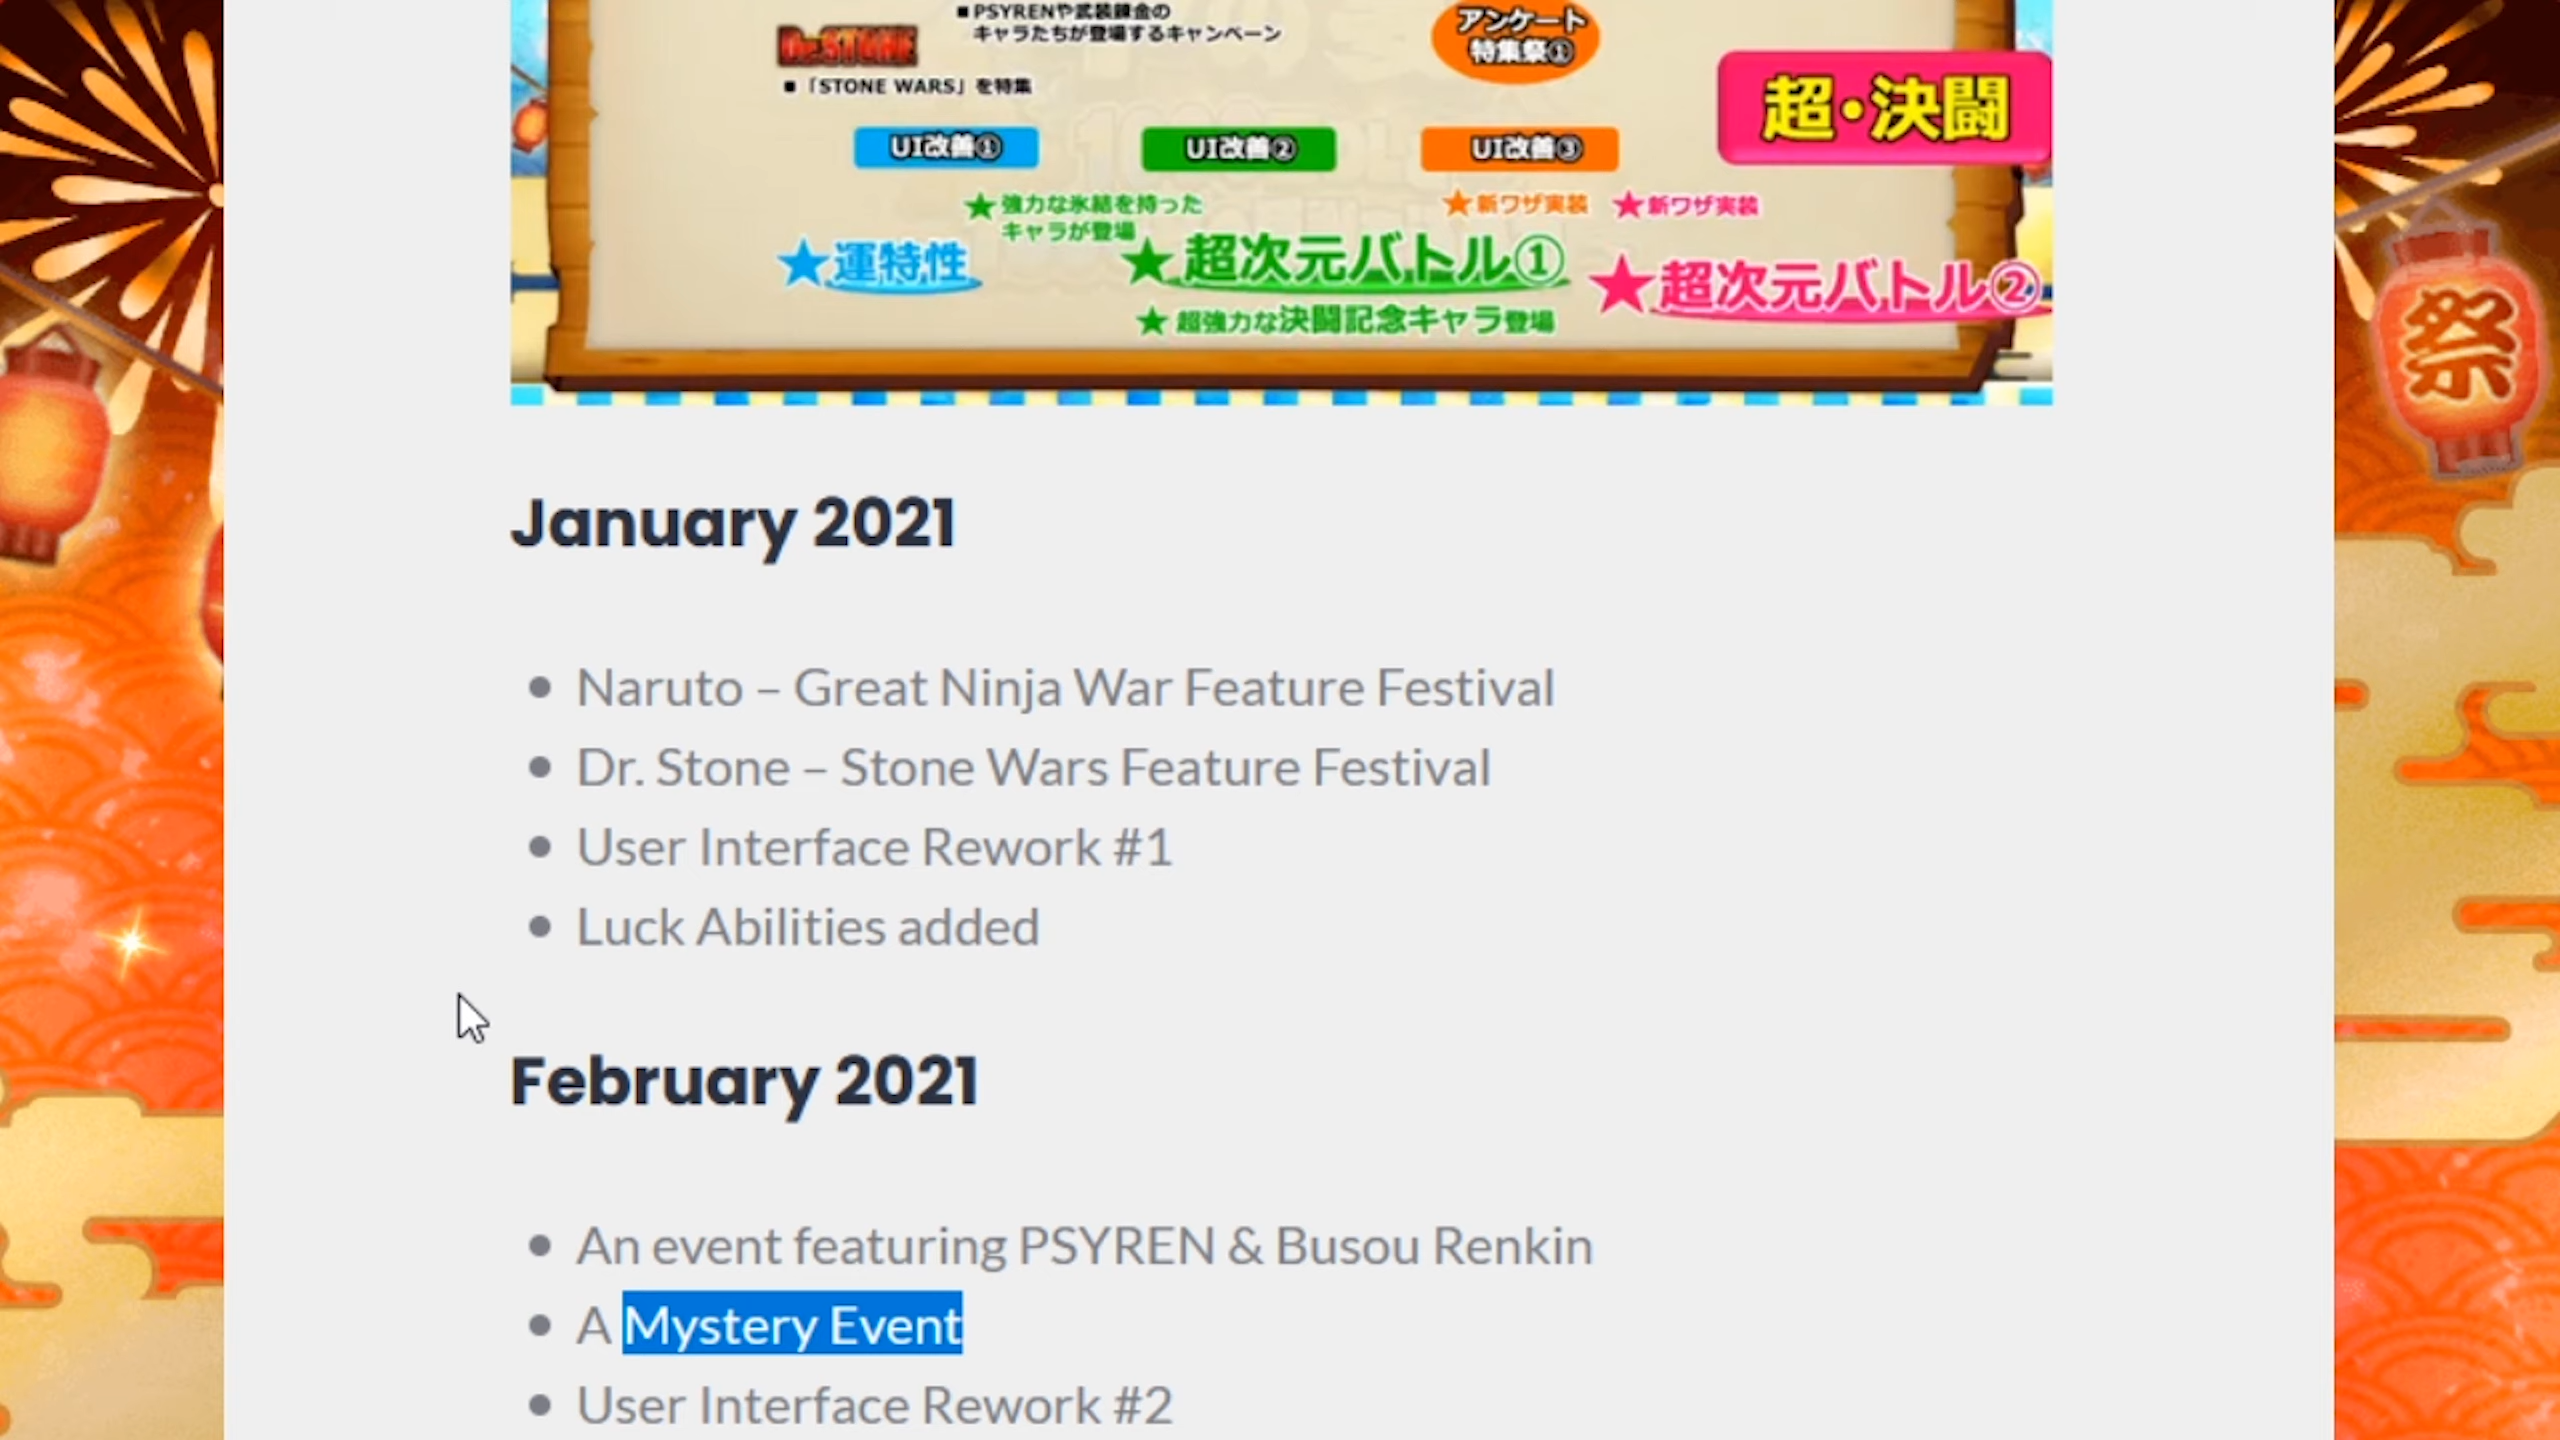 ■PSYRENや武装錬金の
キャラたちが登場するキャンペーン
アンケート
特集祭①
Dr.STONE
■「STONE WARS」を特集
超・決闘
UI改善① UI改善② UI改善③
★強力な氷結を持った
キャラが登場
★新ワザ実装 ★新ワザ実装
★運特性 ★超次元バトル① ★超次元バトル②
★超強力な決闘記念キャラ登場
祭
January 2021
● Naruto – Great Ninja War Feature Festival
● Dr. Stone – Stone Wars Feature Festival
● User Interface Rework #1
● Luck Abilities added
February 2021
● An event featuring PSYREN & Busou Renkin
● A Mystery Event
● User Interface Rework #2